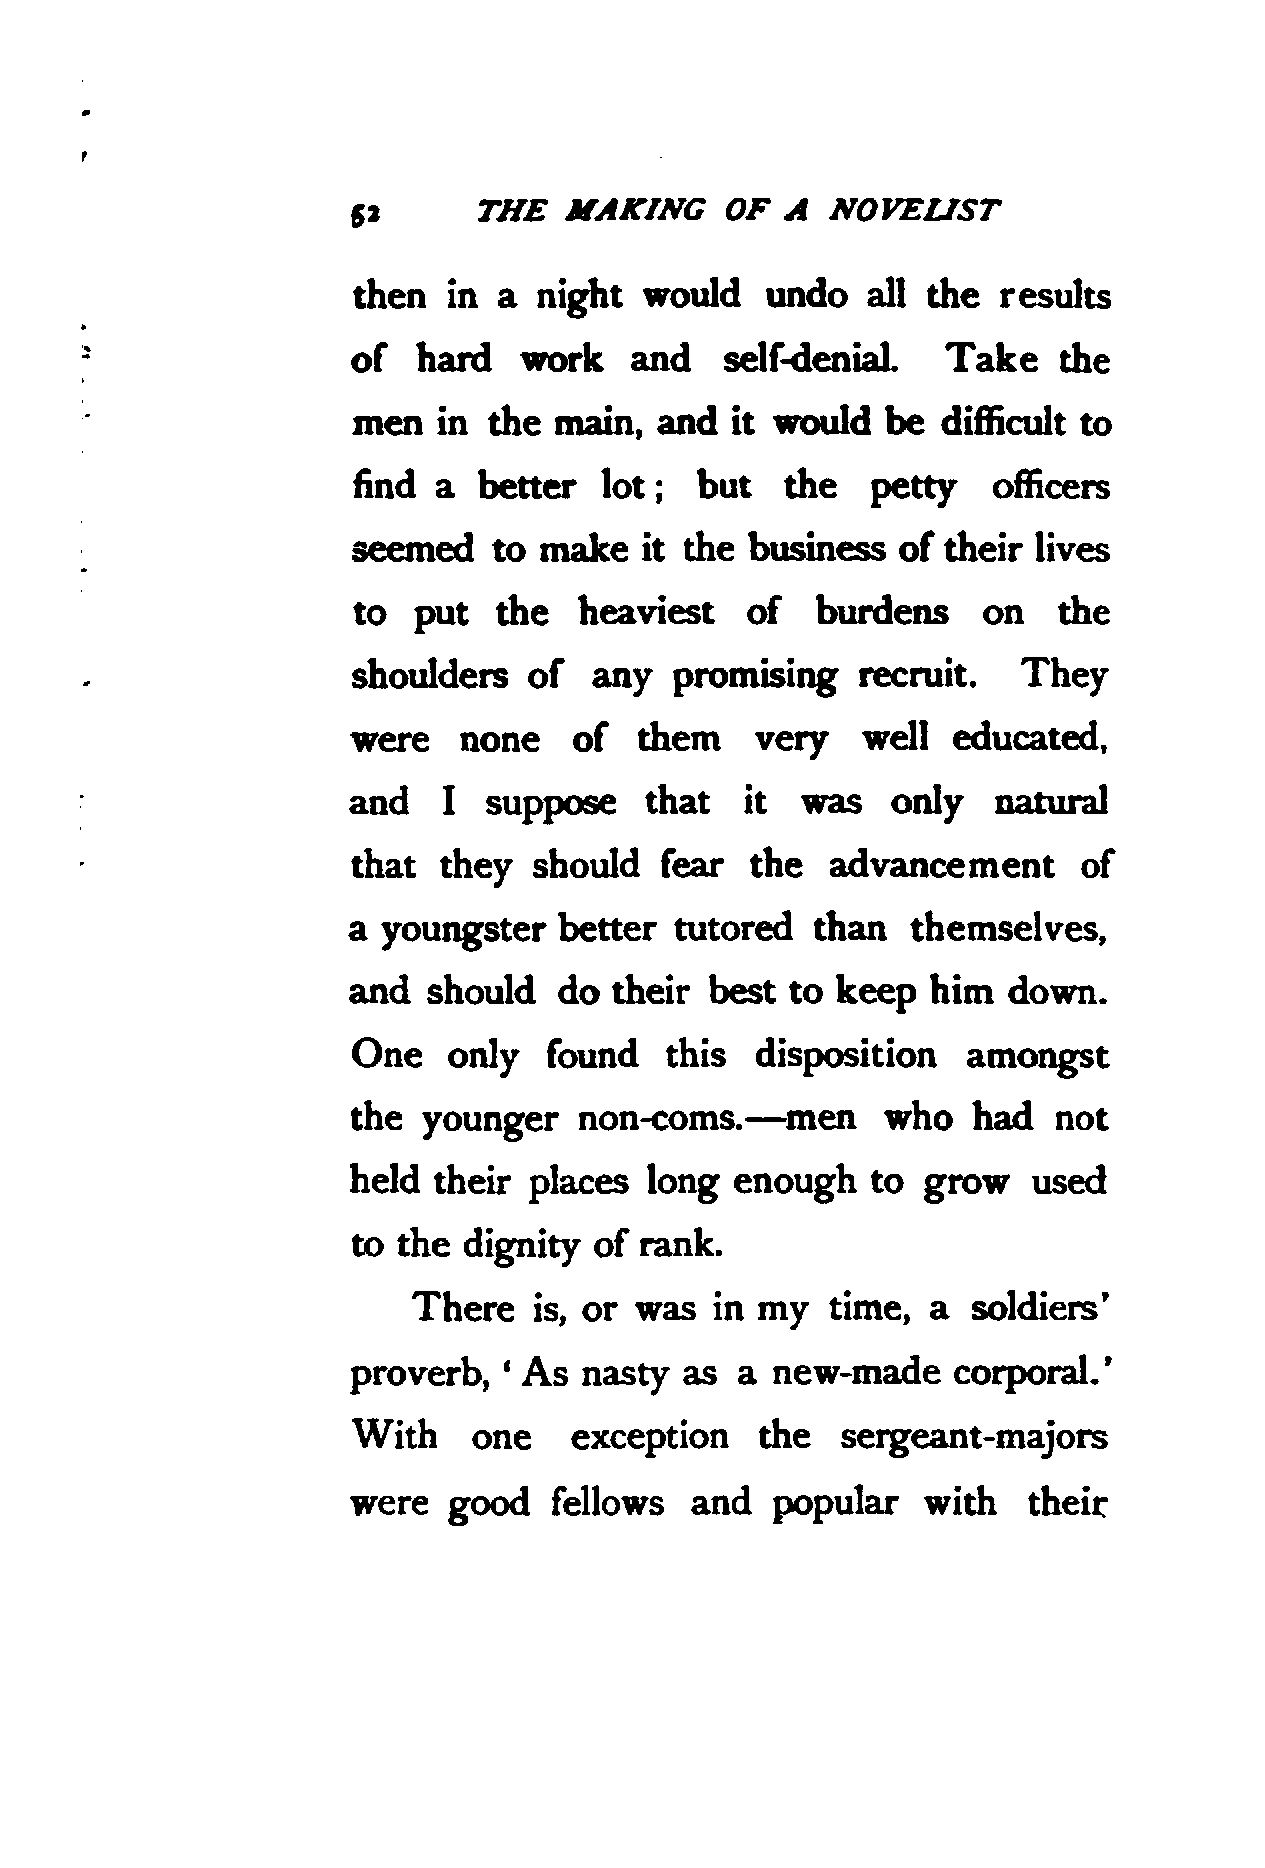 52 THE MAKING OF A NOVELIST
then in a night would undo all the results
of hard work and self-denial. Take the
men in the main, and it would be difficult to
find a better lot; but the petty officers
seemed to make it the business of their lives
to put the heaviest of burdens on the
shoulders of any promising recruit. They
were none of them very well educated,
and I suppose that it was only natural
that they should fear the advancement of
a youngster better tutored than themselves,
and should do their best to keep him down.
One only found this disposition amongst
the younger non-coms.—men who had not
held their places long enough to grow used
to the dignity of rank.
There is, or was in my time, a soldiers'
proverb, ‘As nasty as a new-made corporal.’
With one exception the sergeant-majors
were good fellows and popular with their